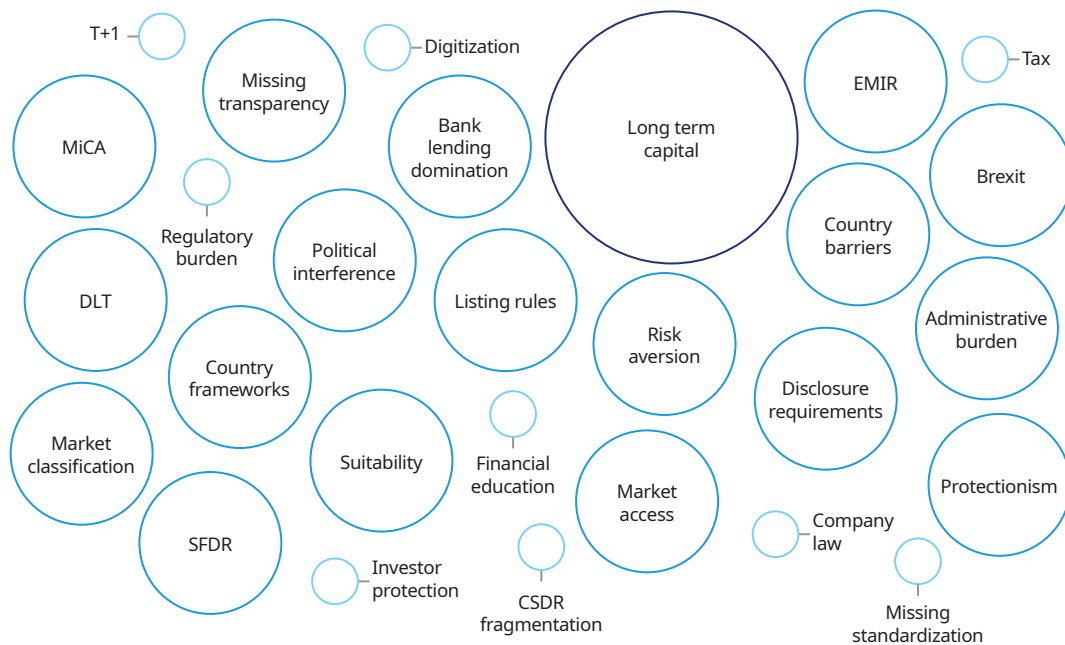 T+1
Missing
transparency
Digitization
Long term
capital
EMIR
Tax
MiCA
Bank
lending
domination
Brexit
Regulatory
burden
Political
interference
Country
barriers
DLT
Listing rules
Risk
aversion
Administrative
burden
Country
frameworks
Disclosure
requirements
Market
classification
Suitability
Financial
education
Market
access
Protectionism
SFDR
Investor
protection
CSDR
fragmentation
Company
law
Missing
standardization